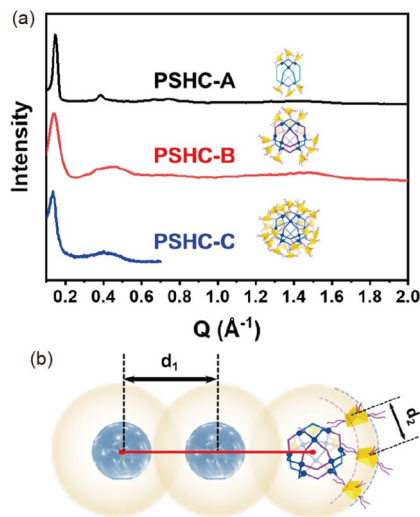 (a)
PSHC-A
PSHC-B
PSHC-C
Intensity
0.2 0.4 0.6 0.8 1.0 1.2 1.4 1.6 1.8 2.0
Q (Å⁻¹)
(b)
d₁
d₂